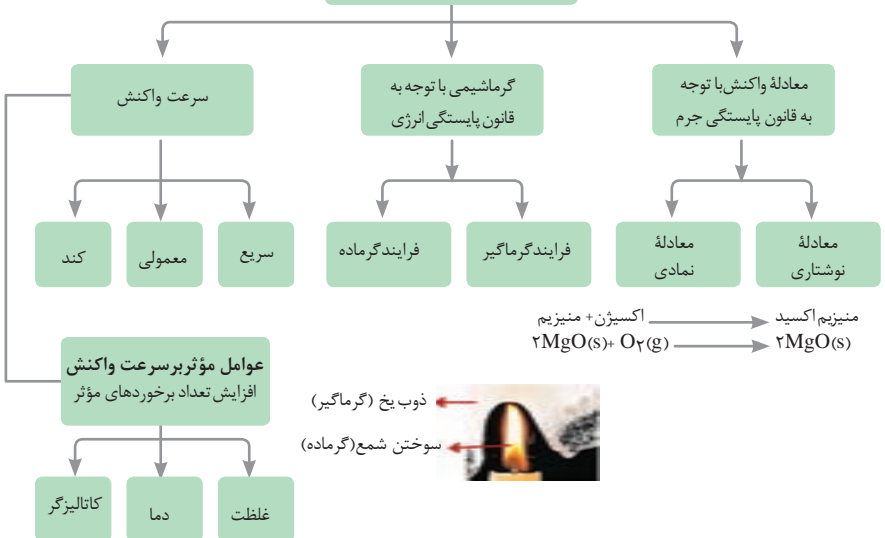 معادلهٔ واکنش‌با توجه
به قانون پایستگی جرم
گرماشیمی با توجه به
قانون پایستگی انرژی
سرعت واکنش
معادلهٔ
نوشتاری
معادلهٔ
نمادی
فرایندگرماگیر
فرایندگرماده
سریع
معمولی
کند
منیزیم اکسید ⟵ اکسیژن+ منیزیم
۲MgO(s)+ O۲(g) ⟶ ۲MgO(s)
عوامل مؤثربرسرعت واکنش
افزایش تعداد برخوردهای مؤثر
ذوب یخ (گرماگیر)
سوختن شمع(گرماده)
غلظت
دما
کاتالیزگر